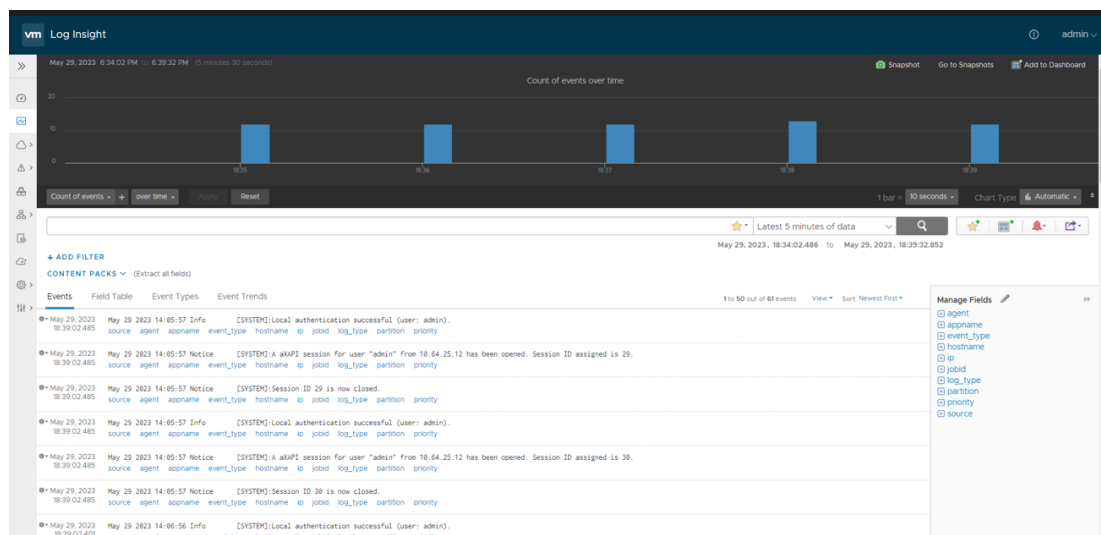 vm Log Insight
admin
May 29, 2023 6:34:02 PM to 6:39:32 PM (5 minutes 30 seconds)
Snapshot Go to Snapshots Add to Dashboard
Count of events over time
20
10
0
18:35 18:36 18:37 18:38 18:39
Count of events + over time Apply Reset
1 bar = 10 seconds Chart Type Automatic
Latest 5 minutes of data
May 29, 2023, 18:34:02.486 to May 29, 2023, 18:39:32.852
+ ADD FILTER
CONTENT PACKS (Extract all fields)
Events Field Table Event Types Event Trends
1 to 50 out of 61 events View Sort: Newest First
Manage Fields
agent
appname
event_type
hostname
ip
jobid
log_type
partition
priority
source
May 29, 2023 May 29 2023 14:05:57 Info [SYSTEM]:Local authentication successful (user: admin).
18:39:02.485 source agent appname event_type hostname ip jobid log_type partition priority
May 29, 2023 May 29 2023 14:05:57 Notice [SYSTEM]:A aXAPI session for user "admin" from 10.64.25.12 has been opened. Session ID assigned is 29.
18:39:02.485 source agent appname event_type hostname ip jobid log_type partition priority
May 29, 2023 May 29 2023 14:05:57 Notice [SYSTEM]:Session ID 29 is now closed.
18:39:02.485 source agent appname event_type hostname ip jobid log_type partition priority
May 29, 2023 May 29 2023 14:05:57 Info [SYSTEM]:Local authentication successful (user: admin).
18:39:02.485 source agent appname event_type hostname ip jobid log_type partition priority
May 29, 2023 May 29 2023 14:05:57 Notice [SYSTEM]:A aXAPI session for user "admin" from 10.64.25.12 has been opened. Session ID assigned is 30.
18:39:02.485 source agent appname event_type hostname ip jobid log_type partition priority
May 29, 2023 May 29 2023 14:05:57 Notice [SYSTEM]:Session ID 30 is now closed.
18:39:02.485 source agent appname event_type hostname ip jobid log_type partition priority
May 29, 2023 May 29 2023 14:06:56 Info [SYSTEM]:Local authentication successful (user: admin).